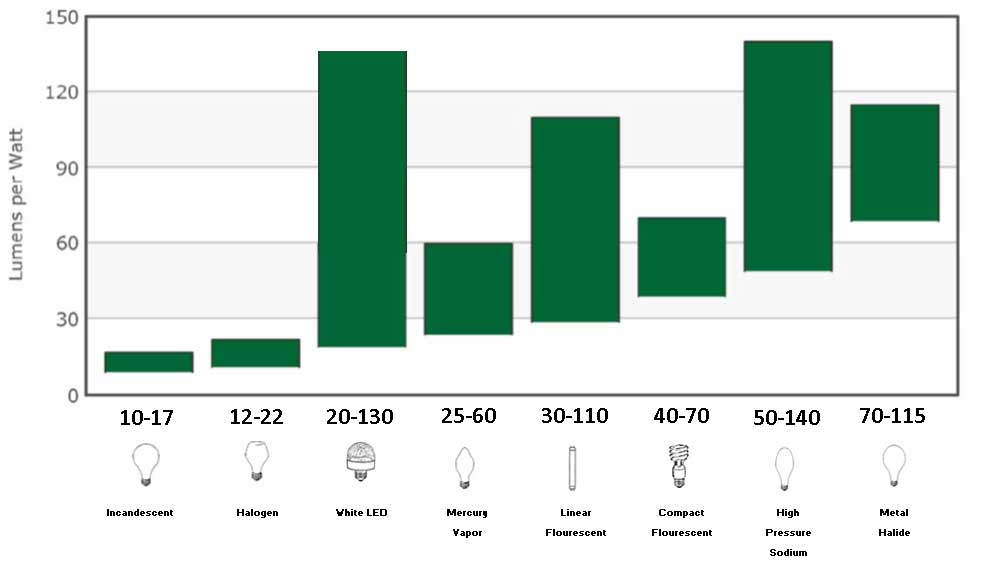 150
120
90
60
30
0
Lumens per Watt
10-17
12-22
20-130
25-60
30-110
40-70
50-140
70-115
Incandescent
Halogen
White LED
Mercury
Vapor
Linear
Flourescent
Compact
Flourescent
High
Pressure
Sodium
Metal
Halide